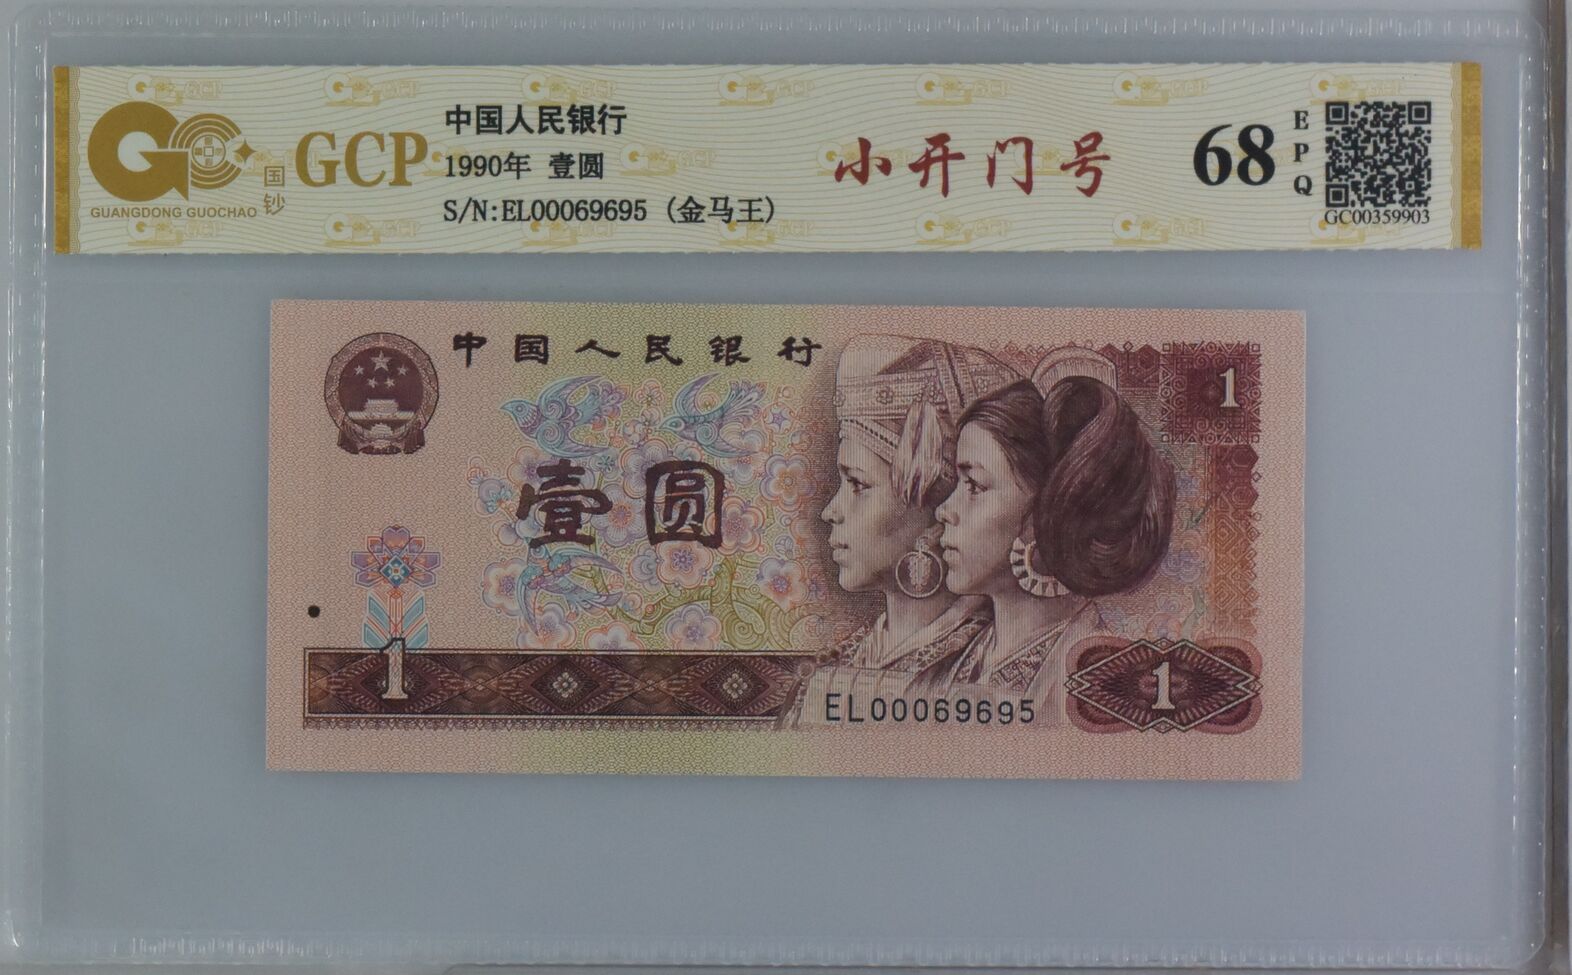 GC
GUANGDONG GUOCHAO
国钞
GCP
中国人民银行
1990年 壹圆
S/N:EL00069695 (金马王)
小开门号
68
EPQ
GC00359903
中国人民银行
1
壹圆
1
EL00069695
1